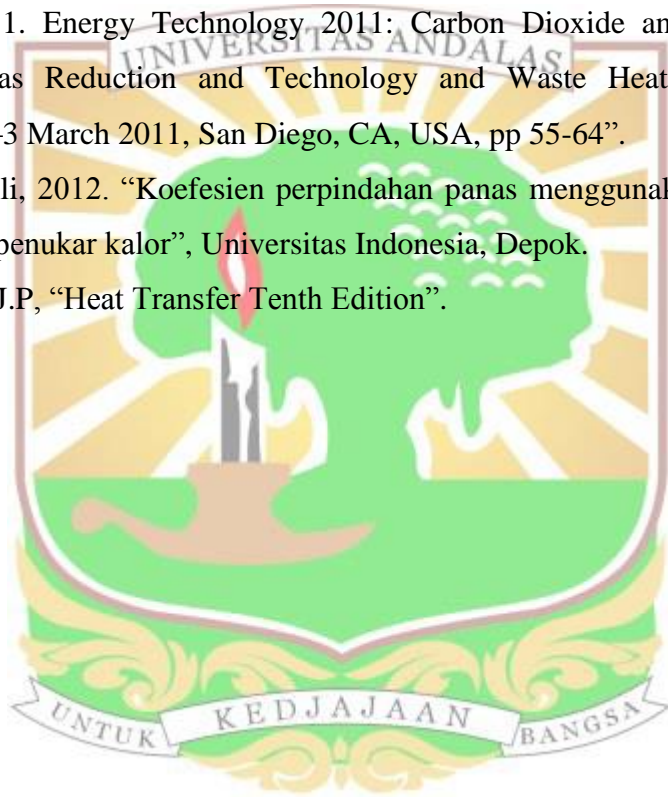 1. Energy Technology 2011: Carbon Dioxide an
UNIVERSITAS ANDALAS
as Reduction and Technology and Waste Heat
3 March 2011, San Diego, CA, USA, pp 55-64”.
li, 2012. “Koefesien perpindahan panas menggunak
penukar kalor”, Universitas Indonesia, Depok.
J.P, “Heat Transfer Tenth Edition”.
UNTUK KEDJAJAAN BANGSA